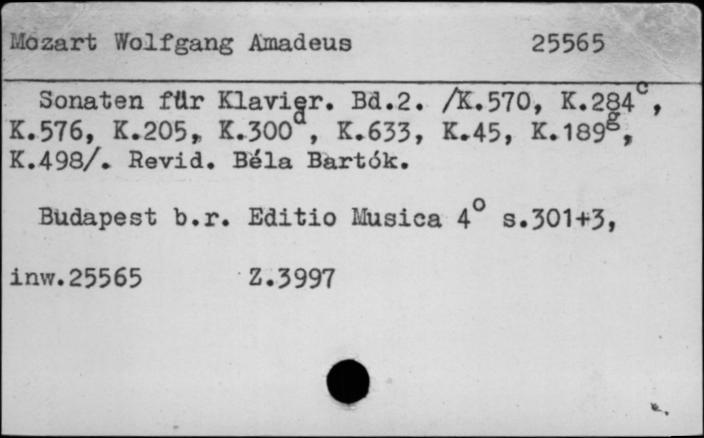 Mozart Wolfgang Amadeus 25565
Sonaten für Klavier. Bd.2. /K.570, K.284ᶜ,
K.576, K.205, K.300ᵈ, K.633, K.45, K.189ᵍ,
K.498/. Revid. Béla Bartók.
Budapest b.r. Editio Musica 4° s.301+3,
inw.25565 Z.3997